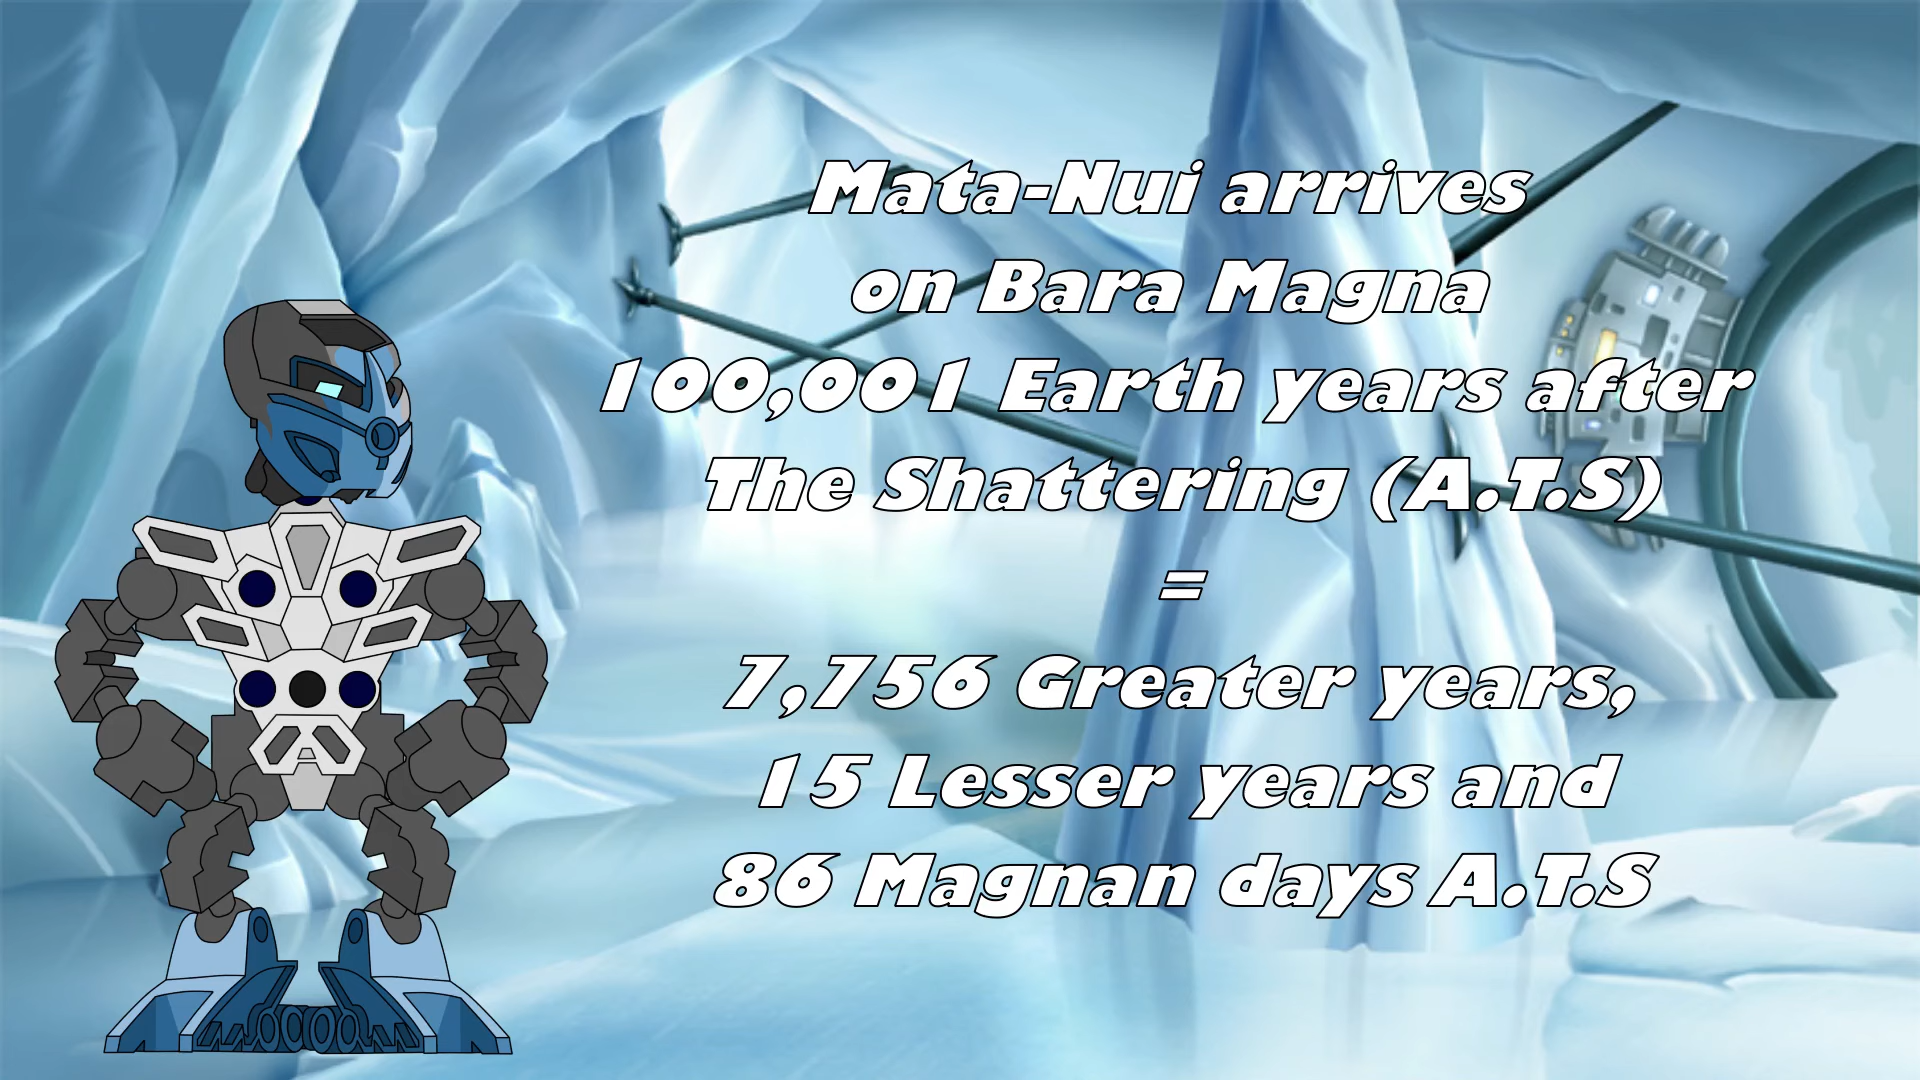 Mata-Nui arrives
on Bara Magna
100,001 Earth years after
The Shattering (A.T.S)
=
7,756 Greater years,
15 Lesser years and
86 Magnan days A.T.S